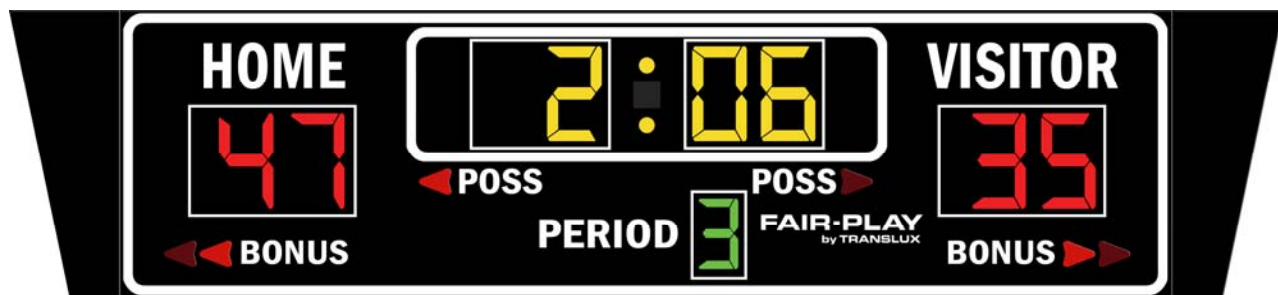 HOME
2:06
VISITOR
47
35
POSS
POSS
PERIOD 3
FAIR-PLAY
by TRANSLUX
BONUS
BONUS